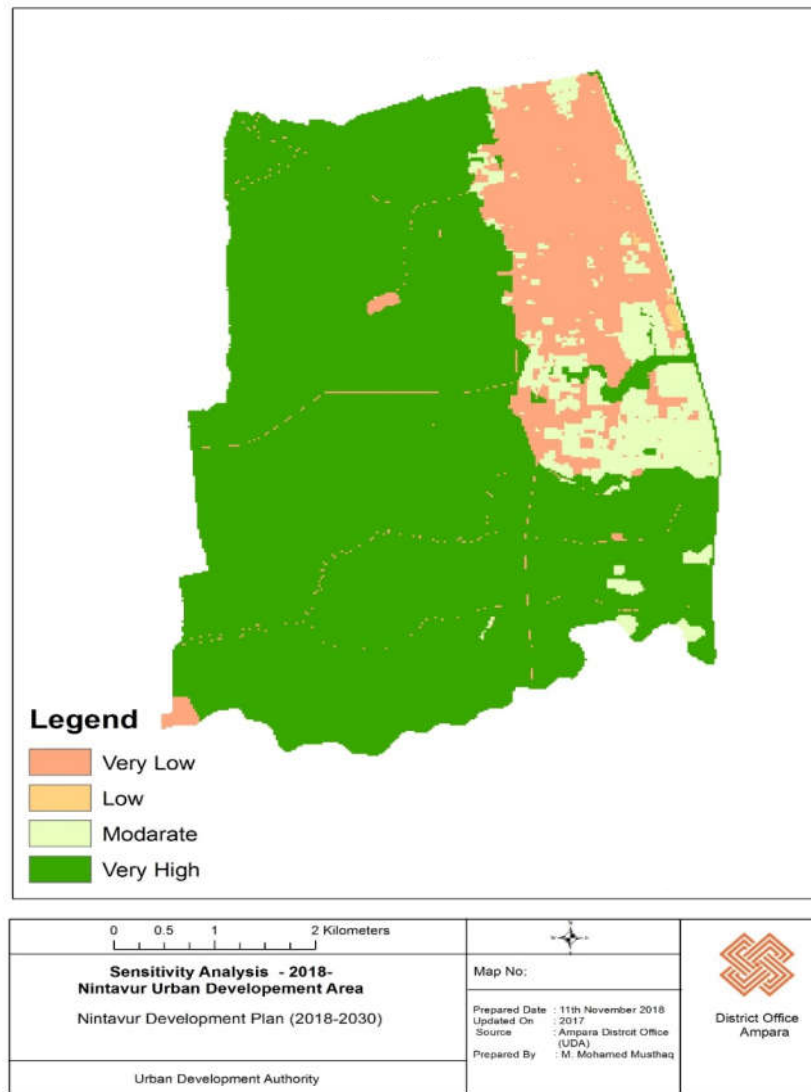 Legend
Very Low
Low
Modarate
Very High
0 0.5 1 2 Kilometers
Sensitivity Analysis - 2018-
Nintavur Urban Developement Area
Nintavur Development Plan (2018-2030)
Urban Development Authority
Map No:
Prepared Date : 11th November 2018
Updated On : 2017
Source : Ampara Distrcit Office
(UDA)
Prepared By : M. Mohamed Musthaq
District Office
Ampara